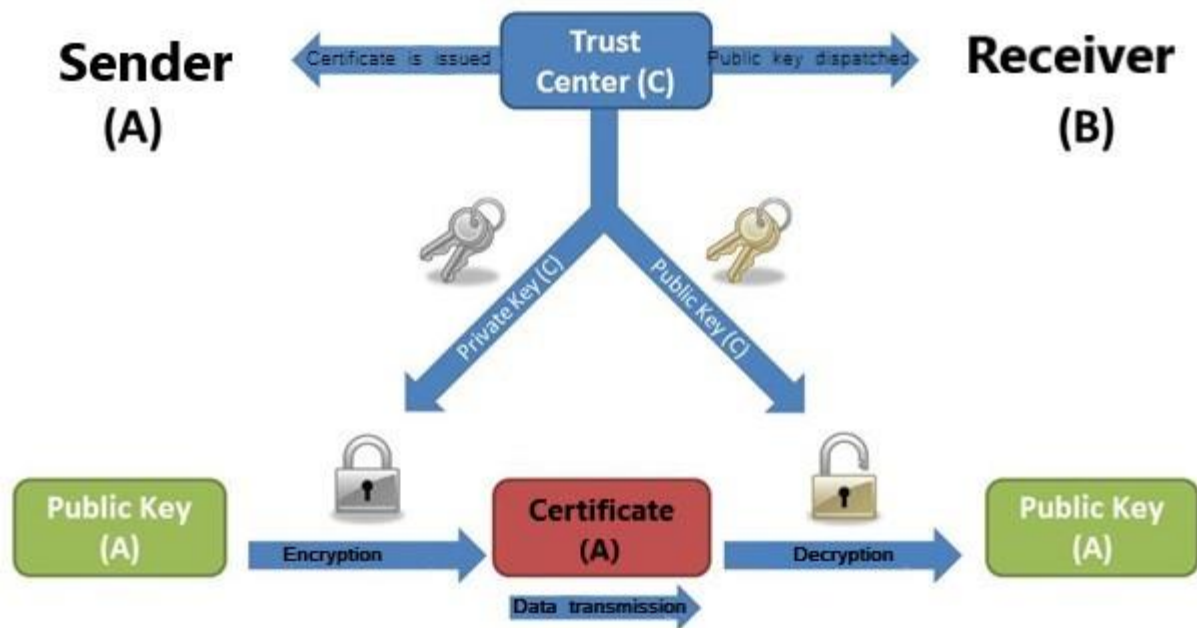 Sender
(A)
Certificate is issued
Trust
Center (C)
Public key dispatched
Receiver
(B)
Private Key (C)
Public Key (C)
Public Key
(A)
Encryption
Certificate
(A)
Decryption
Public Key
(A)
Data transmission